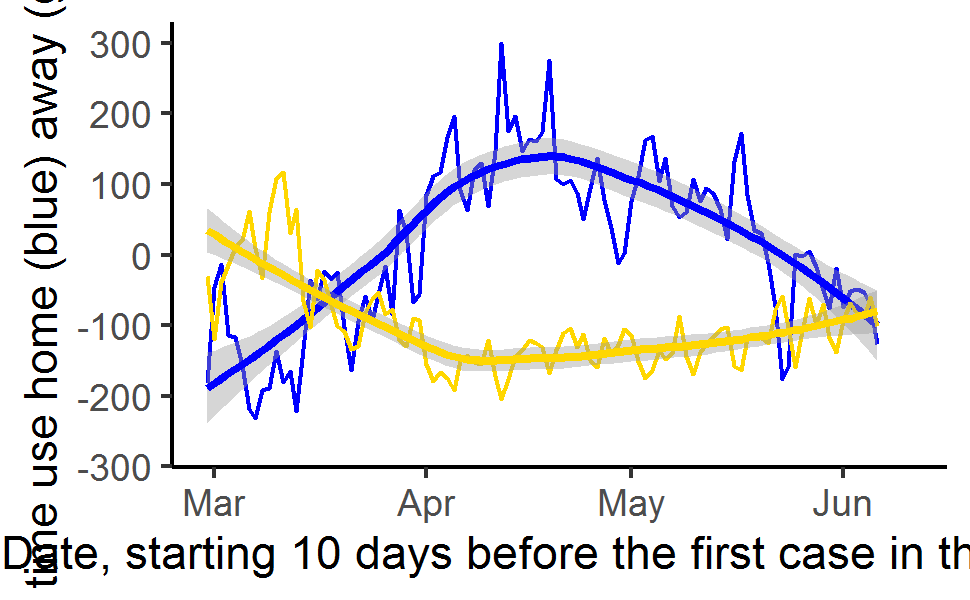 time use home (blue) away (
300
200
100
0
-100
-200
-300
Mar Apr May Jun
Date, starting 10 days before the first case in th